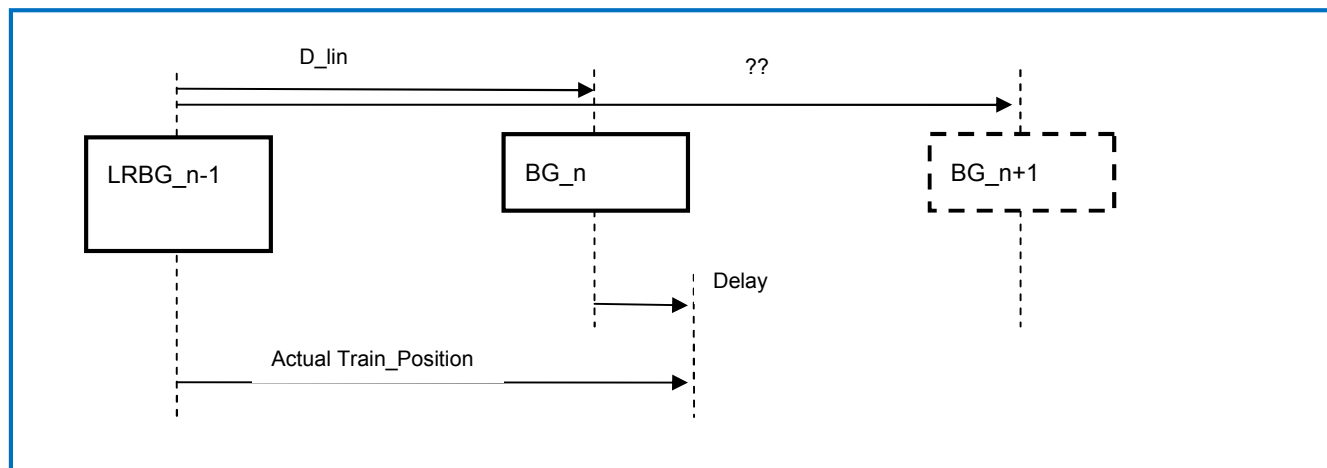 D_lin
??
LRBG_n-1
BG_n
BG_n+1
Delay
Actual Train_Position